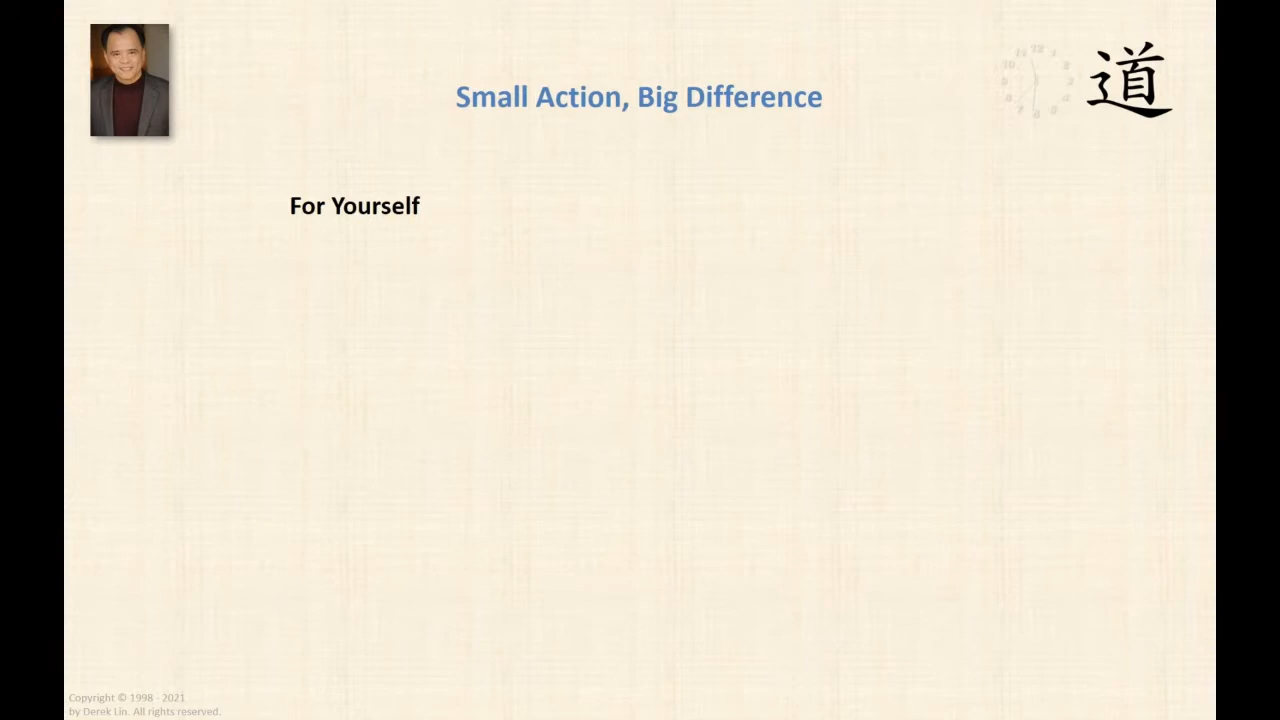 道
Small Action, Big Difference
For Yourself
Copyright © 1998 - 2021
by Derek Lin. All rights reserved.